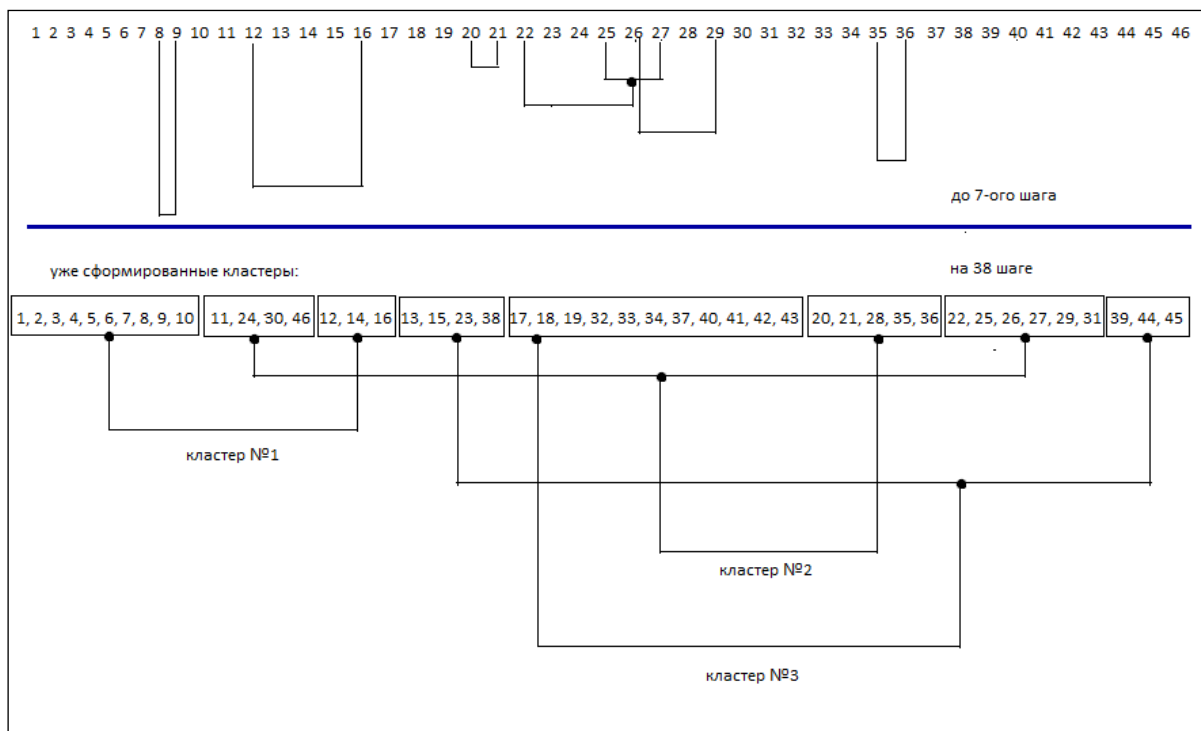 1 2 3 4 5 6 7 8 9 10 11 12 13 14 15 16 17 18 19 20 21 22 23 24 25 26 27 28 29 30 31 32 33 34 35 36 37 38 39 40 41 42 43 44 45 46
до 7-ого шага
уже сформированные кластеры:
на 38 шаге
1, 2, 3, 4, 5, 6, 7, 8, 9, 10 11, 24, 30, 46 12, 14, 16 13, 15, 23, 38 17, 18, 19, 32, 33, 34, 37, 40, 41, 42, 43 20, 21, 28, 35, 36 22, 25, 26, 27, 29, 31 39, 44, 45
кластер №1
кластер №2
кластер №3